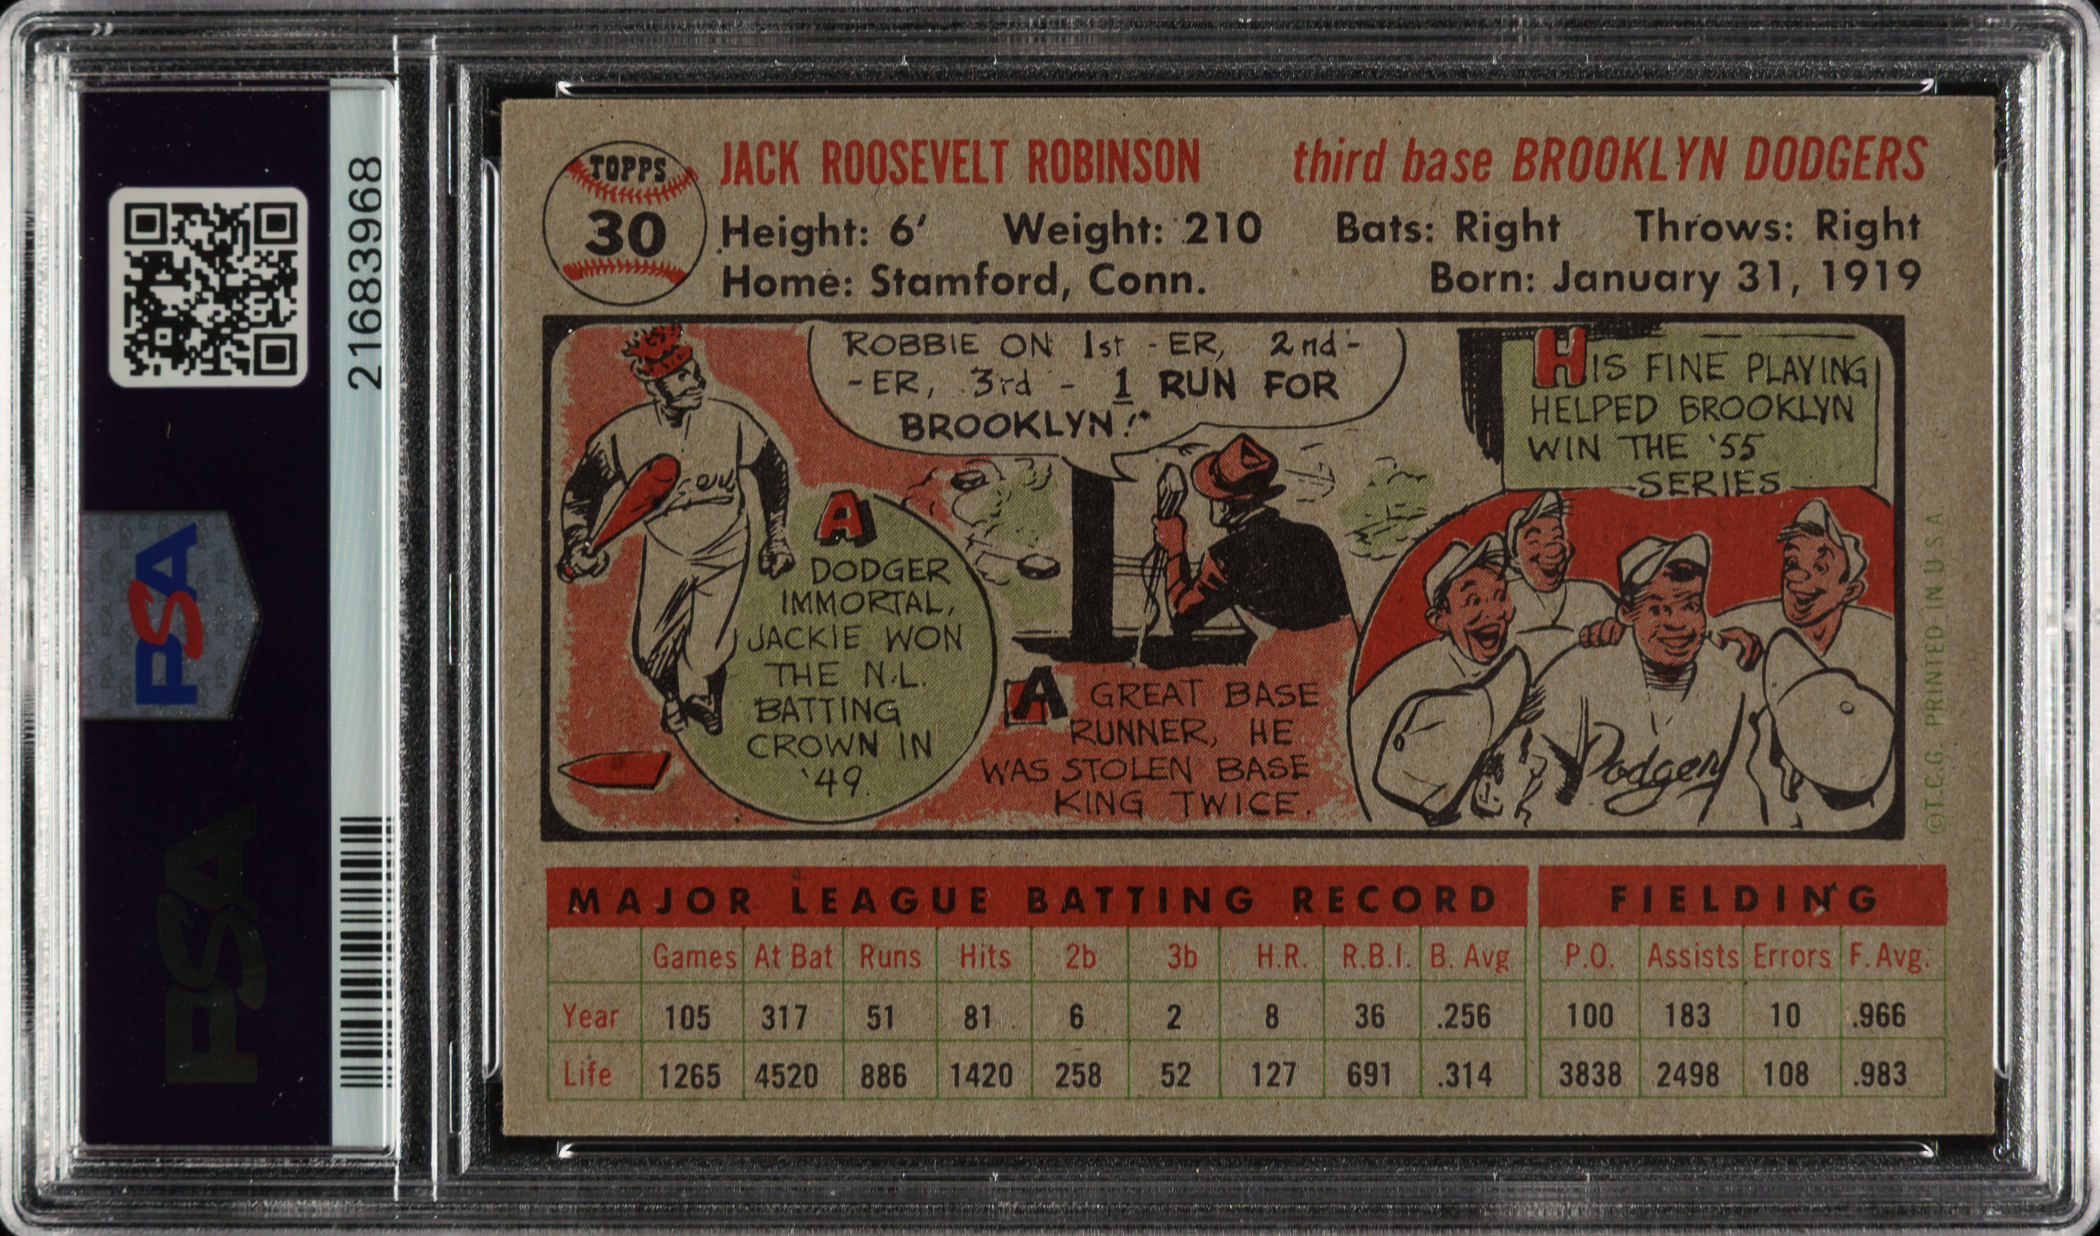 21683968
PSA
PSA
TOPPS
30
JACK ROOSEVELT ROBINSON third base BROOKLYN DODGERS
Height: 6' Weight: 210 Bats: Right Throws: Right
Home: Stamford, Conn. Born: January 31, 1919
ROBBIE ON 1st -ER, 2nd-
-ER, 3rd - 1 RUN FOR
BROOKLYN!"
HIS FINE PLAYING
HELPED BROOKLYN
WIN THE '55
SERIES
A
DODGER
IMMORTAL,
JACKIE WON
THE N.L.
BATTING
CROWN IN
'49.
A GREAT BASE
RUNNER, HE
WAS STOLEN BASE
KING TWICE.
Dodgers
©T.C.G. PRINTED IN U.S.A.
MAJOR LEAGUE BATTING RECORD FIELDING
Games At Bat Runs Hits 2b 3b H.R. R.B.I. B. Avg P.O. Assists Errors F. Avg.
Year 105 317 51 81 6 2 8 36 .256 100 183 10 .966
Life 1265 4520 886 1420 258 52 127 691 .314 3838 2498 108 .983